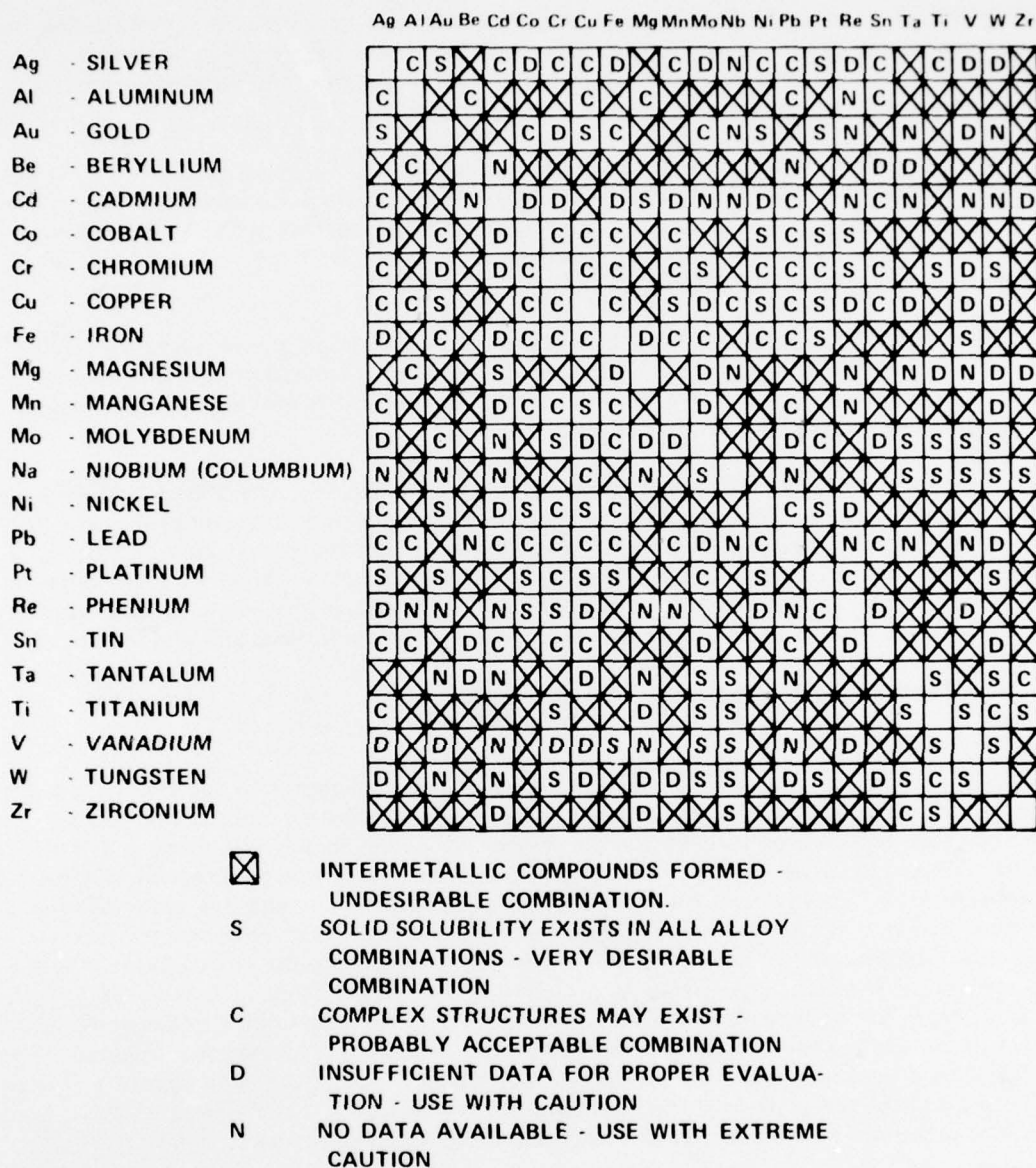 Ag Al Au Be Cd Co Cr Cu Fe Mg Mn Mo Nb Ni Pb Pt Re Sn Ta Ti V W Zr
Ag - SILVER C S C D C C D C D N C C S D C C D D
Al - ALUMINUM C C C C C N C
Au - GOLD S C D S C C N S S N N D N
Be - BERYLLIUM C N N D D
Cd - CADMIUM C N D D D S D N N D C N C N N N D
Co - COBALT D C D C C C C S C S S
Cr - CHROMIUM C D D C C C C S C C C S C S D S
Cu - COPPER C C S C C C S D C S C S D C D D D
Fe - IRON D C D C C C D C C C C S S
Mg - MAGNESIUM C S D D N N N D N D D
Mn - MANGANESE C D C C S C D C N D
Mo - MOLYBDENUM D C N S D C D D D C D S S S S
Na - NIOBIUM (COLUMBIUM) N N N C N S N S S S S S
Ni - NICKEL C S D S C S C C S D
Pb - LEAD C C N C C C C C C D N C N C N N D
Pt - PLATINUM S S S C S S C S C S
Re - PHENIUM D N N N S S D N N D N C D D
Sn - TIN C C D C C C D C D D
Ta - TANTALUM N D N D N S S N S S C
Ti - TITANIUM C S D S S S S C S
V - VANADIUM D D N D D S N S S N D S S
W - TUNGSTEN D N N S D D D S S D S D S C S
Zr - ZIRCONIUM D D S C S
INTERMETALLIC COMPOUNDS FORMED -
UNDESIRABLE COMBINATION.
S SOLID SOLUBILITY EXISTS IN ALL ALLOY
COMBINATIONS - VERY DESIRABLE
COMBINATION
C COMPLEX STRUCTURES MAY EXIST -
PROBABLY ACCEPTABLE COMBINATION
D INSUFFICIENT DATA FOR PROPER EVALUA-
TION - USE WITH CAUTION
N NO DATA AVAILABLE - USE WITH EXTREME
CAUTION